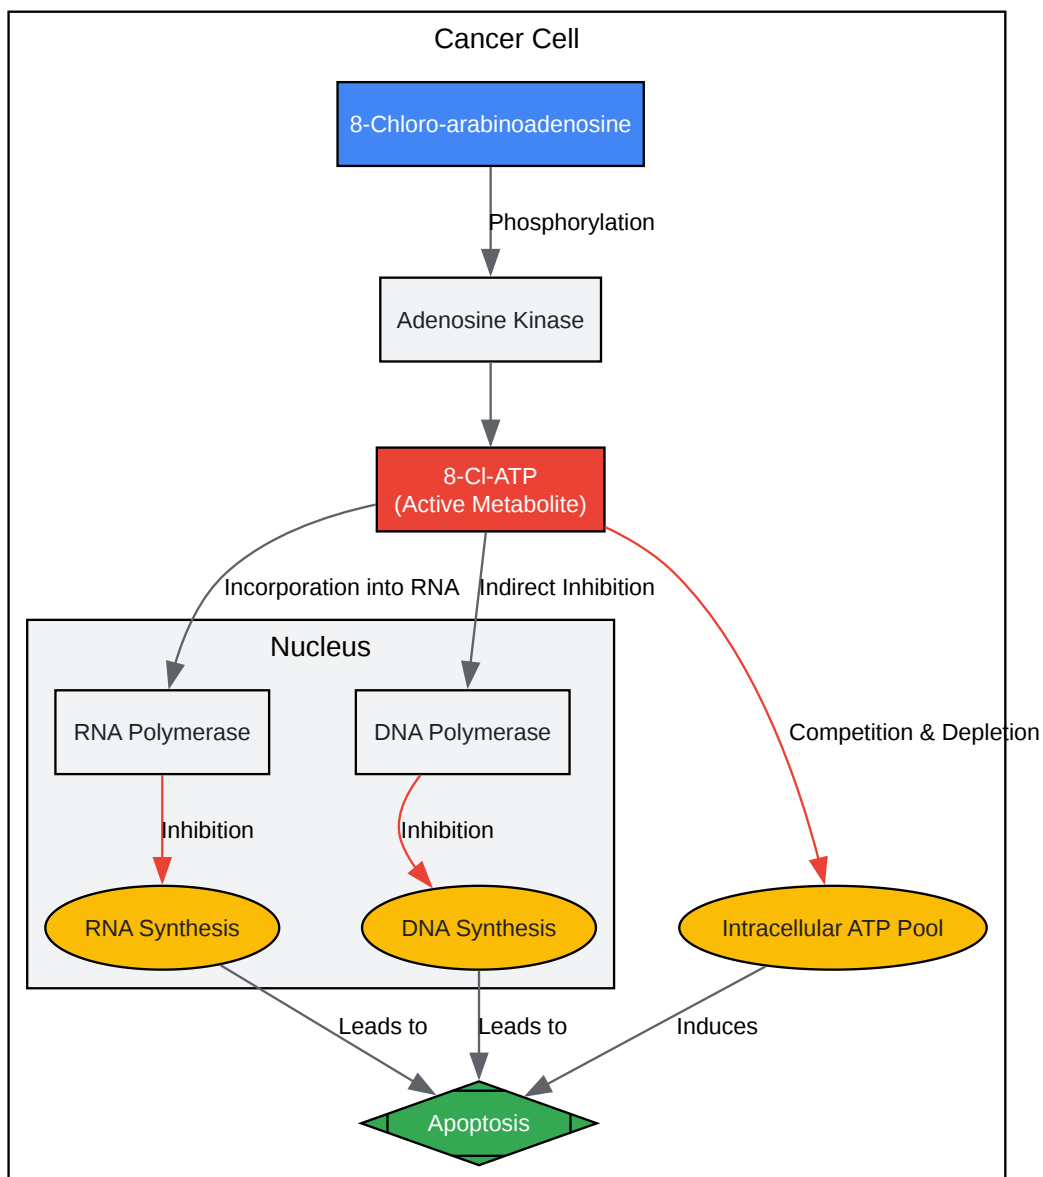 Cancer Cell
8-Chloro-arabinoadenosine
Phosphorylation
Adenosine Kinase
8-Cl-ATP
(Active Metabolite)
Incorporation into RNA
Indirect Inhibition
Nucleus
RNA Polymerase
DNA Polymerase
Competition & Depletion
Inhibition
Inhibition
RNA Synthesis
DNA Synthesis
Intracellular ATP Pool
Leads to
Leads to
Induces
Apoptosis